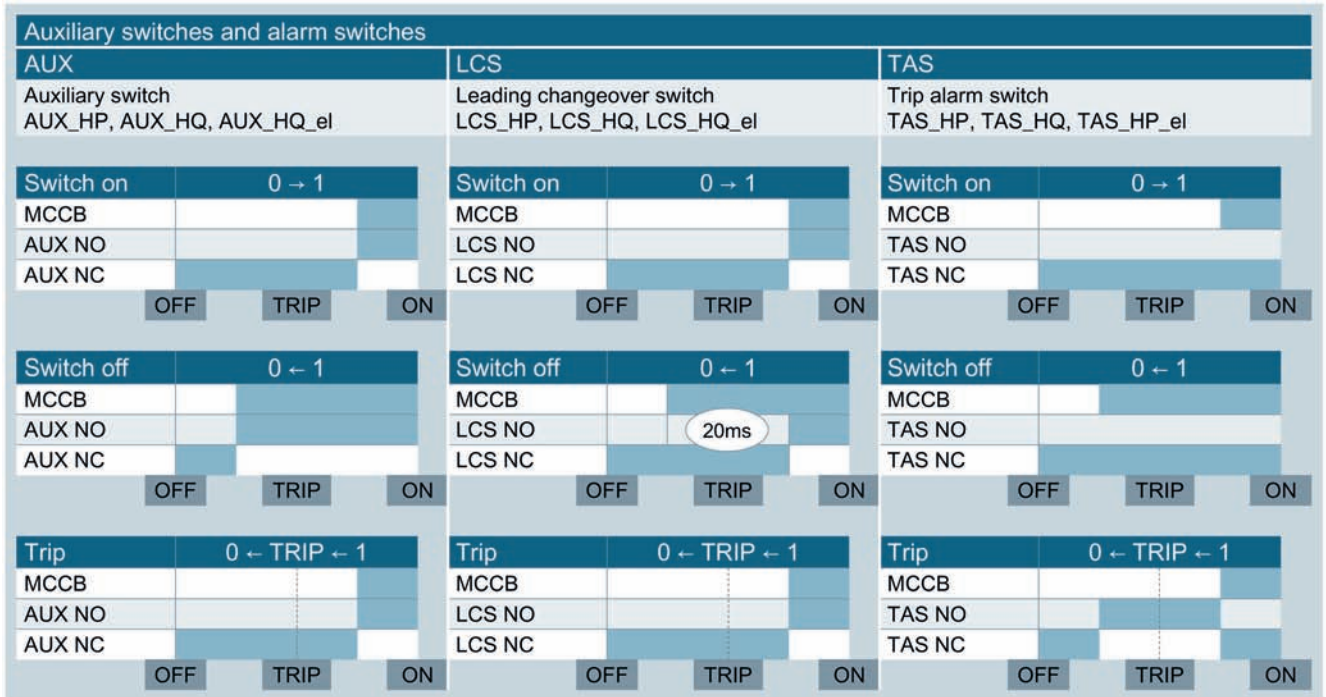 Auxiliary switches and alarm switches
AUX LCS TAS
Auxiliary switch Leading changeover switch Trip alarm switch
AUX_HP, AUX_HQ, AUX_HQ_el LCS_HP, LCS_HQ, LCS_HQ_el TAS_HP, TAS_HQ, TAS_HP_el
Switch on 0 → 1 Switch on 0 → 1 Switch on 0 → 1
MCCB MCCB MCCB
AUX NO LCS NO TAS NO
AUX NC LCS NC TAS NC
OFF TRIP ON OFF TRIP ON OFF TRIP ON
Switch off 0 ← 1 Switch off 0 ← 1 Switch off 0 ← 1
MCCB MCCB MCCB
AUX NO LCS NO 20ms TAS NO
AUX NC LCS NC TAS NC
OFF TRIP ON OFF TRIP ON OFF TRIP ON
Trip 0 ← TRIP ← 1 Trip 0 ← TRIP ← 1 Trip 0 ← TRIP ← 1
MCCB MCCB MCCB
AUX NO LCS NO TAS NO
AUX NC LCS NC TAS NC
OFF TRIP ON OFF TRIP ON OFF TRIP ON